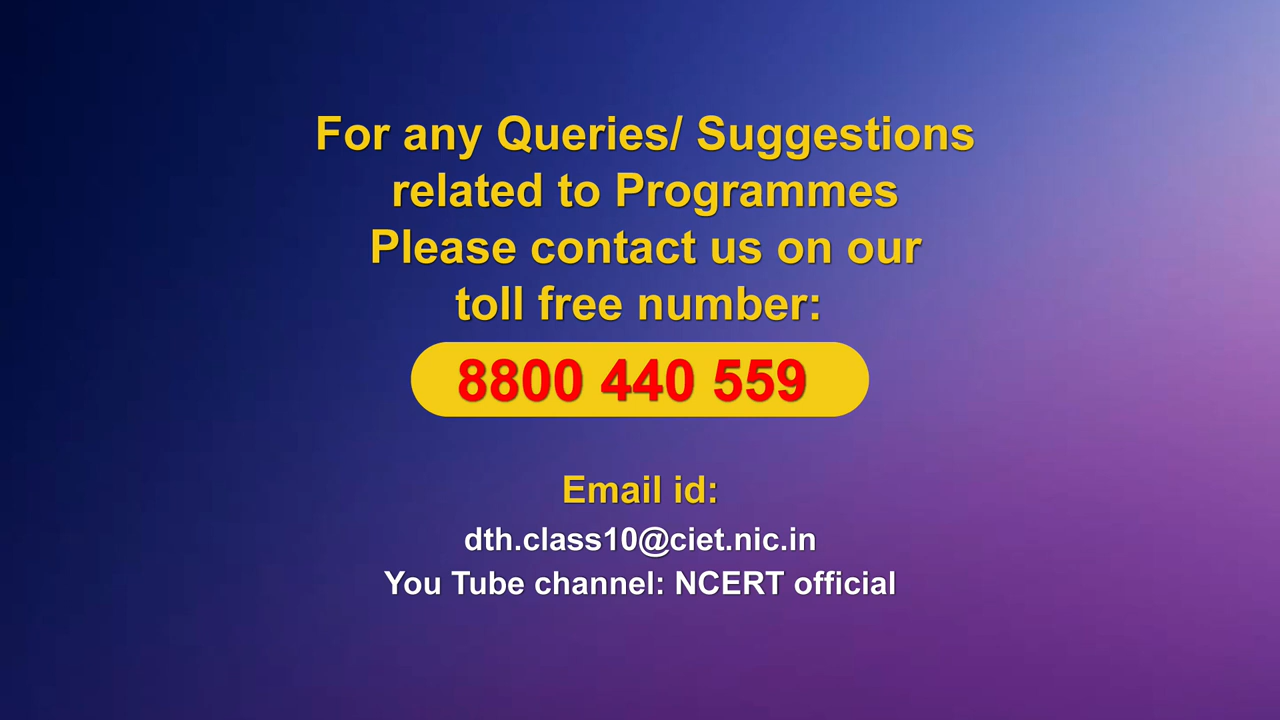 For any Queries/ Suggestions
related to Programmes
Please contact us on our
toll free number:
8800 440 559
Email id:
dth.class10@ciet.nic.in
You Tube channel: NCERT official